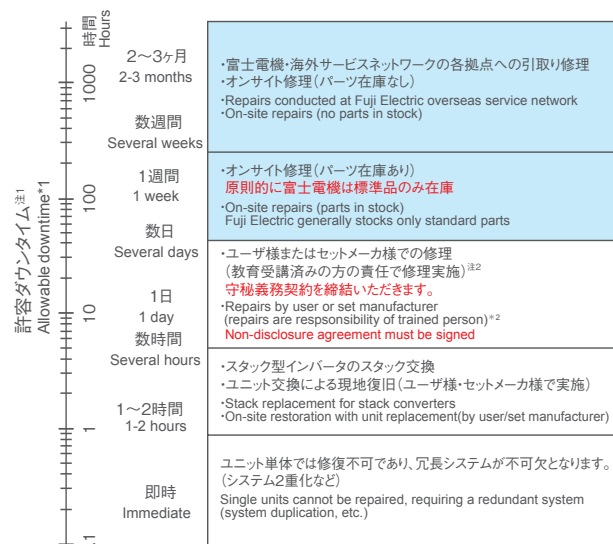 時間
Hours
許容ダウンタイム注1
Allowable downtime*1
1000
100
10
1
.1
2～3ヶ月
2-3 months
数週間
Several weeks
1週間
1 week
数日
Several days
1日
1 day
数時間
Several hours
1～2時間
1-2 hours
即時
Immediate
・富士電機・海外サービスネットワークの各拠点への引取り修理
・オンサイト修理（パーツ在庫なし）
・Repairs conducted at Fuji Electric overseas service network
・On-site repairs (no parts in stock)
・オンサイト修理（パーツ在庫あり）
原則的に富士電機は標準品のみ在庫
・On-site repairs (parts in stock)
Fuji Electric generally stocks only standard parts
・ユーザ様またはセットメーカ様での修理
（教育受講済みの方の責任で修理実施）注2
守秘義務契約を締結いただきます。
・Repairs by user or set manufacturer
(repairs are respsonsibility of trained person)*2
Non-disclosure agreement must be signed
・スタック型インバータのスタック交換
・ユニット交換による現地復旧（ユーザ様・セットメーカ様で実施）
・Stack replacement for stack converters
・On-site restoration with unit replacement(by user/set manufacturer)
ユニット単体では修復不可であり、冗長システムが不可欠となります。
（システム2重化など）
Single units cannot be repaired, requiring a redundant system
(system duplication, etc.)